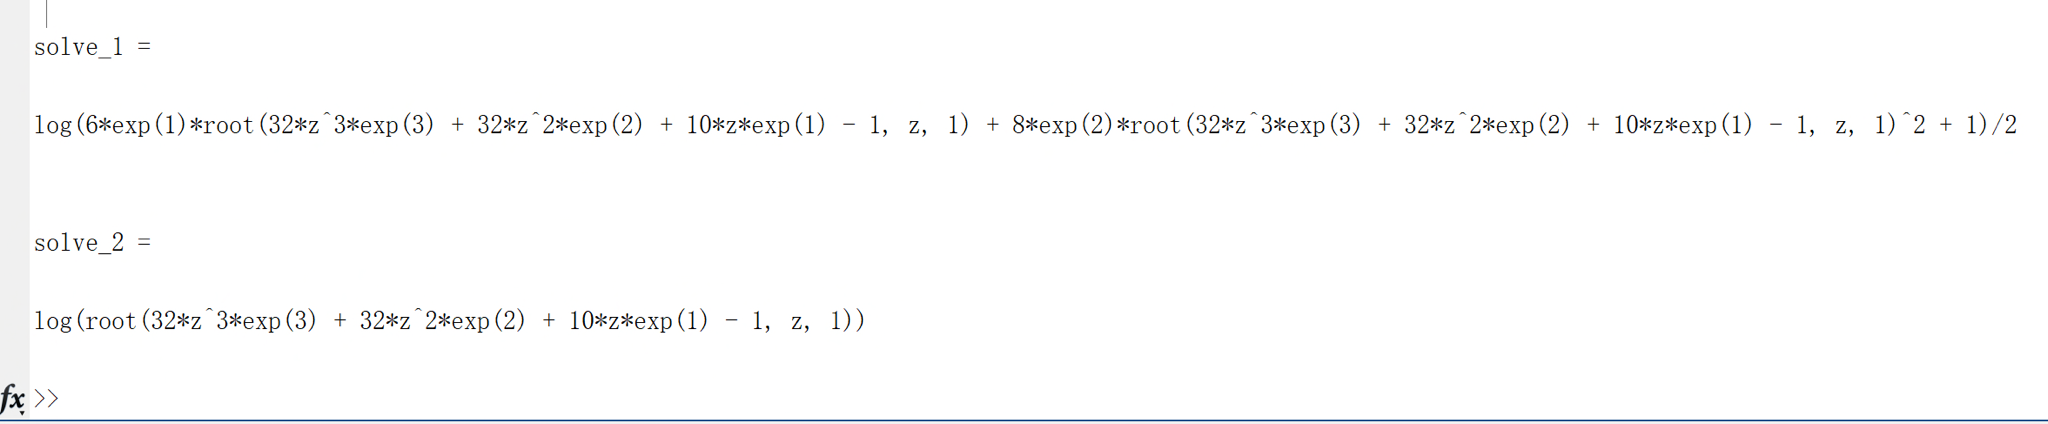 solve_1 =
log(6*exp(1)*root(32*z^3*exp(3) + 32*z^2*exp(2) + 10*z*exp(1) - 1, z, 1) + 8*exp(2)*root(32*z^3*exp(3) + 32*z^2*exp(2) + 10*z*exp(1) - 1, z, 1)^2 + 1)/2
solve_2 =
log(root(32*z^3*exp(3) + 32*z^2*exp(2) + 10*z*exp(1) - 1, z, 1))
fx >>